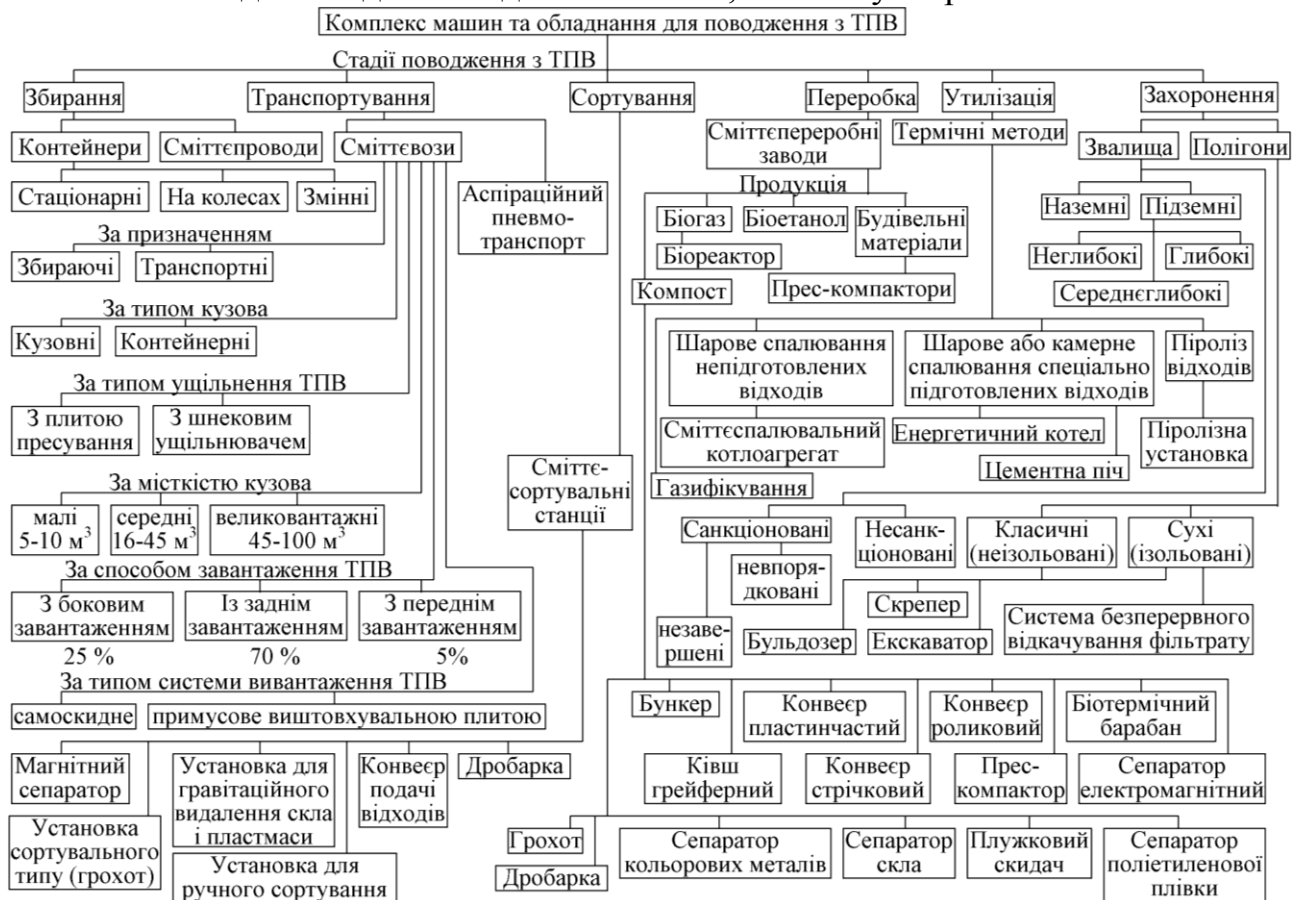 Комплекс машин та обладнання для поводження з ТПВ
Стадії поводження з ТПВ
Збирання
Транспортування
Сортування
Переробка
Утилізація
Захоронення
Контейнери
Сміттєпроводи
Сміттєвози
Сміттєпереробні
заводи
Термічні методи
Звалища
Полігони
Стаціонарні
На колесах
Змінні
Аспіраційний
пневмо-
транспорт
Продукція
Біогаз
Біоетанол
Будівельні
матеріали
Наземні
Підземні
За призначенням
Збираючі
Транспортні
Біореактор
Неглибокі
Глибокі
Компост
Прес-компактори
Середнєглибокі
За типом кузова
Кузовні
Контейнерні
Шарове спалювання
непідготовлених
відходів
Шарове або камерне
спалювання спеціально
підготовлених відходів
Піроліз
відходів
За типом ущільнення ТПВ
З плитою
пресування
З шнековим
ущільнювачем
Сміттєспалювальний
котлоагрегат
Енергетичний котел
Піролізна
установка
Цементна піч
Сміттє-
сортувальні
станції
Газифікування
За місткістю кузова
малі
5-10 м³
середні
16-45 м³
великовантажні
45-100 м³
Санкціоновані
Несанк-
ціоновані
Класичні
(неізольовані)
Сухі
(ізольовані)
невпоря-
дковані
За способом завантаження ТПВ
З боковим
завантаженням
Із заднім
завантаженням
З переднім
завантаженням
25 %
70 %
5%
Скрепер
Система безперервного
відкачування фільтрату
незаве-
ршені
Бульдозер
Екскаватор
За типом системи вивантаження ТПВ
самоскидне
примусове виштовхувальною плитою
Бункер
Конвеєр
пластинчастий
Конвеєр
роликовий
Біотермічний
барабан
Магнітний
сепаратор
Установка для
гравітаційного
видалення скла
і пластмаси
Конвеєр
подачі
відходів
Дробарка
Ківш
грейферний
Конвеєр
стрічковий
Прес-
компактор
Сепаратор
електромагнітний
Установка
сортувального
типу (грохот)
Установка для
ручного сортування
Грохот
Дробарка
Сепаратор
кольорових металів
Сепаратор
скла
Плужковий
скидач
Сепаратор
поліетиленової
плівки